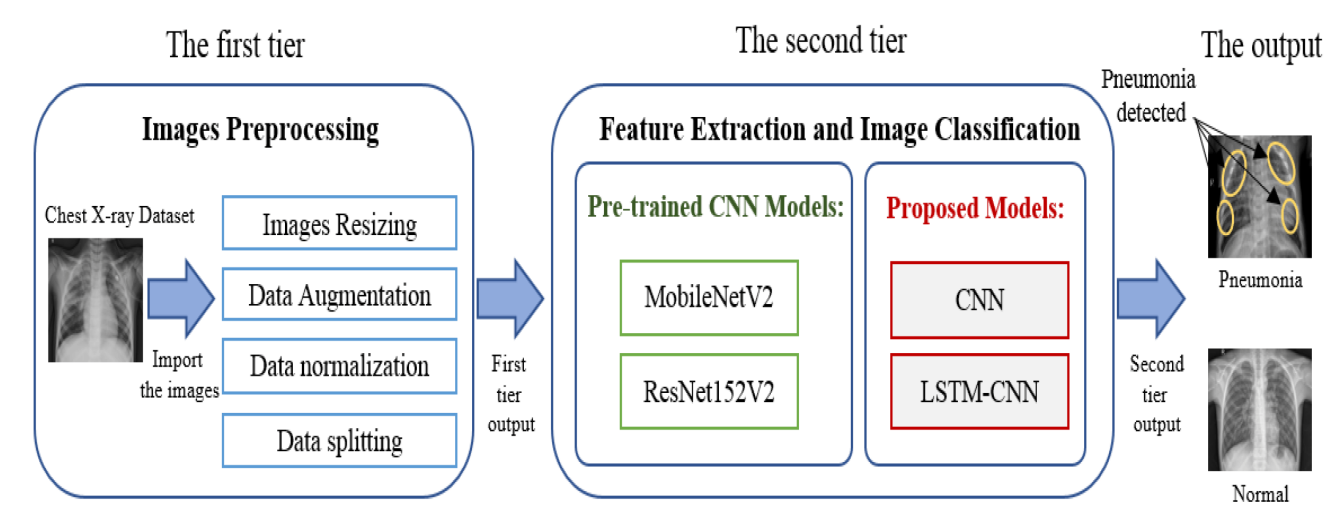 The first tier
The second tier
The output
Images Preprocessing
Chest X-ray Dataset
Import
the images
Images Resizing
Data Augmentation
Data normalization
Data splitting
First
tier
output
Feature Extraction and Image Classification
Pre-trained CNN Models:
MobileNetV2
ResNet152V2
Proposed Models:
CNN
LSTM-CNN
Second
tier
output
Pneumonia
detected
Pneumonia
Normal